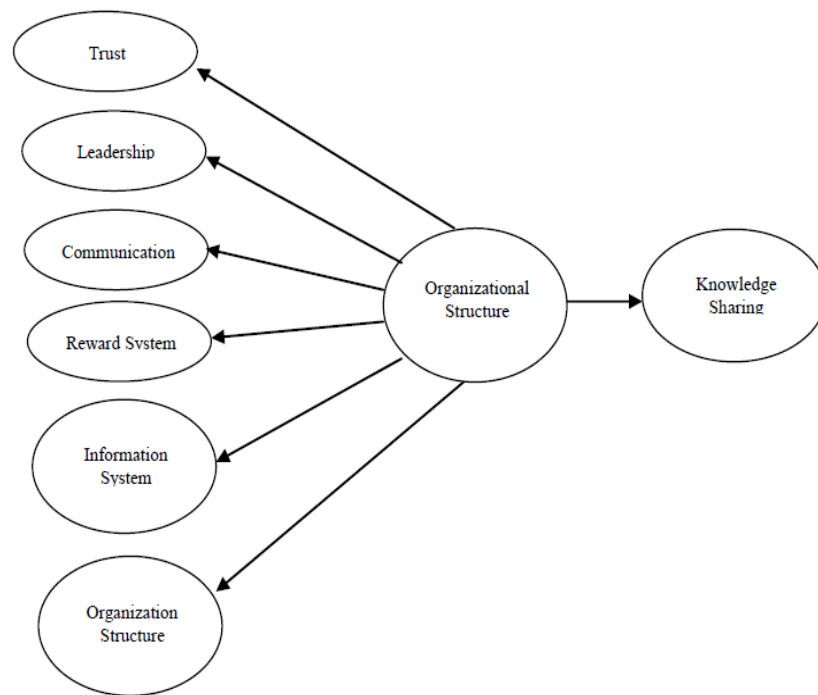 Trust
Leadership
Communication
Reward System
Information
System
Organization
Structure
Organizational
Structure
Knowledge
Sharing